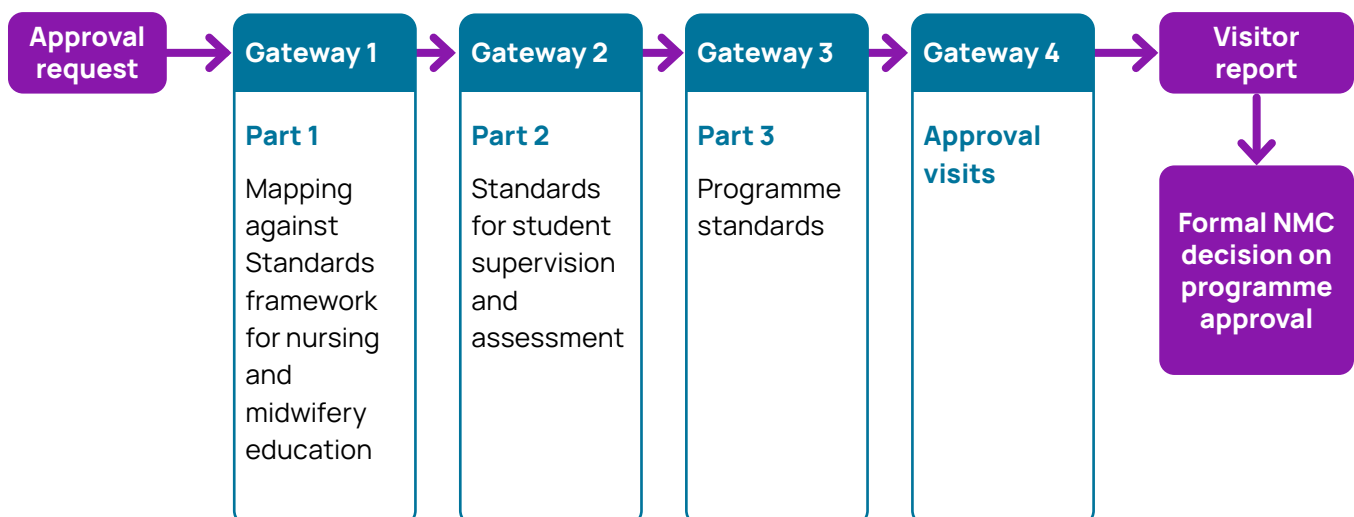 Approval
request
Gateway 1
Part 1
Mapping
against
Standards
framework
for nursing
and
midwifery
education
Gateway 2
Part 2
Standards
for student
supervision
and
assessment
Gateway 3
Part 3
Programme
standards
Gateway 4
Approval
visits
Visitor
report
Formal NMC
decision on
programme
approval